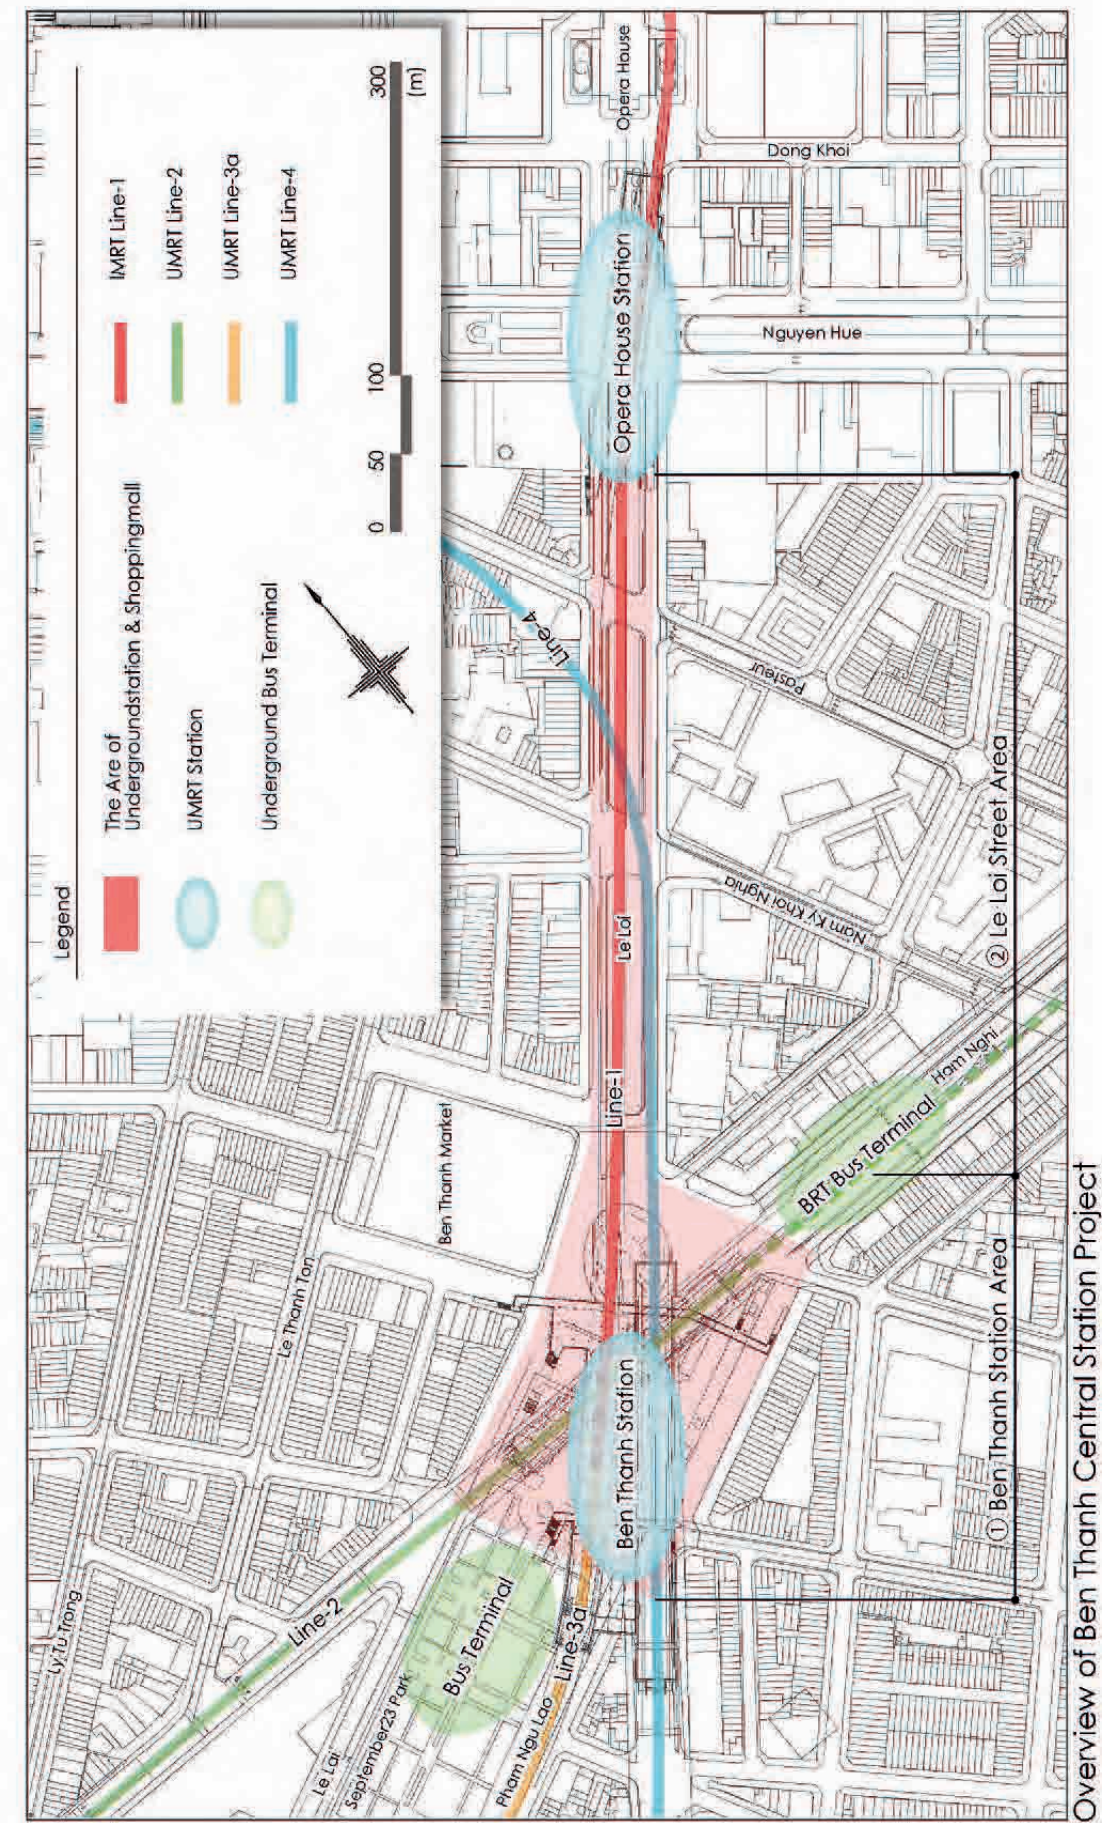 Legend
The Are of
Undergroundstation & Shoppingmall
UMRT Station
Underground Bus Terminal
IMRT Line-1
UMRT Line-2
UMRT Line-3a
UMRT Line-4
0
50
100
300
(m)
Ly Tu Trong
Le Thanh Ton
Ben Thanh Market
Line-4
Opera House
Line-2
Le Lai
September23 Park
Bus Terminal
Pham Ngu Lao
Line-3a
Ben Thanh Station
Line-1
Le Loi
Opera House Station
BRT Bus Terminal
Ham Nghi
Nam Ky Khoi Nghia
Pasteur
Nguyen Hue
Dong Khoi
① Ben Thanh Station Area
② Le Loi Street Area
Overview of Ben Thanh Central Station Project